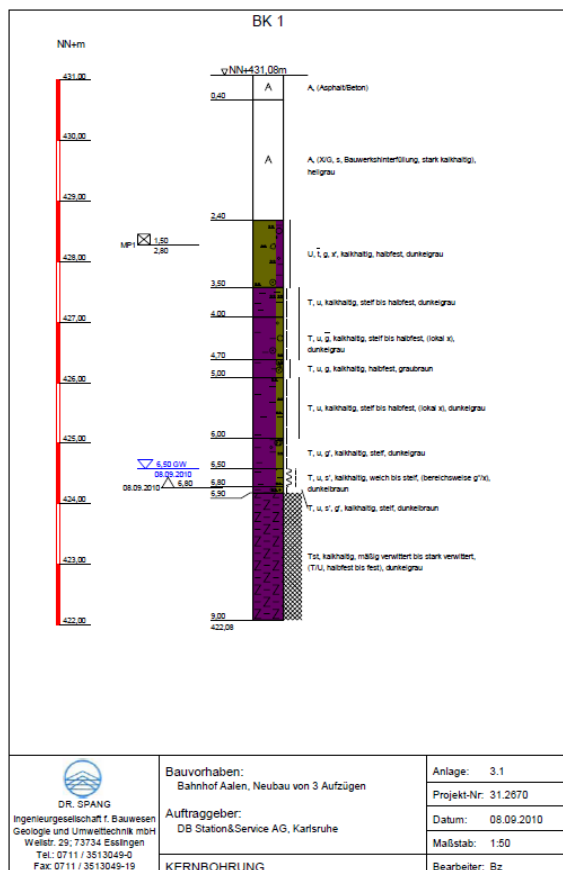 BK 1
NN+m
NN+431,08m
431,00
A
A, (Asphalt/Beton)
0,40
430,00
A
A, (X/G, s, Bauwerkshinterfüllung, stark kalkhaltig),
hellgrau
429,00
2,40
MP1
1,50
2,80
U, t̄, g, x', kalkhaltig, halbfest, dunkelgrau
428,00
3,50
T, u, kalkhaltig, steif bis halbfest, dunkelgrau
4,00
427,00
T, u, g̅, kalkhaltig, steif bis halbfest, (lokal x),
dunkelgrau
4,70
T, u, g, kalkhaltig, halbfest, graubraun
5,00
426,00
T, u, kalkhaltig, steif bis halbfest, (lokal x), dunkelgrau
6,00
425,00
T, u, g', kalkhaltig, steif, dunkelgrau
6,50 GW
08.09.2010
6,50
T, u, s', kalkhaltig, weich bis steif, (bereichsweise g'/x),
dunkelbraun
08.09.2010
6,80
6,80
6,90
424,00
T, u, s', g', kalkhaltig, steif, dunkelbraun
Tst, kalkhaltig, mäßig verwittert bis stark verwittert,
(T/U, halbfest bis fest), dunkelgrau
423,00
Z
422,00
9,00
422,08
DR. SPANG
Ingenieurgesellschaft f. Bauwesen
Geologie und Umwelttechnik mbH
Weilstr. 29; 73734 Esslingen
Tel.: 0711 / 3513049-0
Fax: 0711 / 3513049-19
Bauvorhaben:
Bahnhof Aalen, Neubau von 3 Aufzügen
Auftraggeber:
DB Station&Service AG, Karlsruhe
KERNBOHRUNG
Anlage: 3.1
Projekt-Nr: 31.2670
Datum: 08.09.2010
Maßstab: 1:50
Bearbeiter: Bz